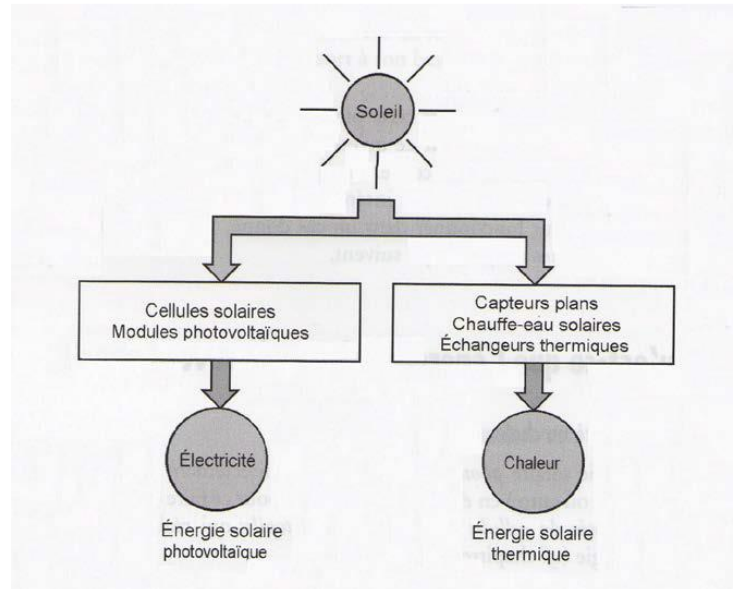 Soleil
Cellules solaires
Modules photovoltaïques
Capteurs plans
Chauffe-eau solaires
Échangeurs thermiques
Électricité
Chaleur
Énergie solaire
photovoltaïque
Énergie solaire
thermique